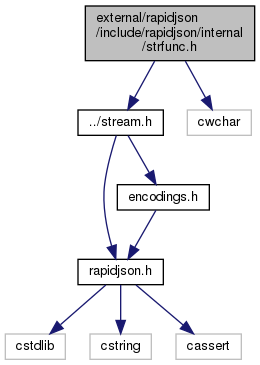 external/rapidjson
/include/rapidjson/internal
/strfunc.h
../stream.h
cwchar
encodings.h
rapidjson.h
cstdlib
cstring
cassert